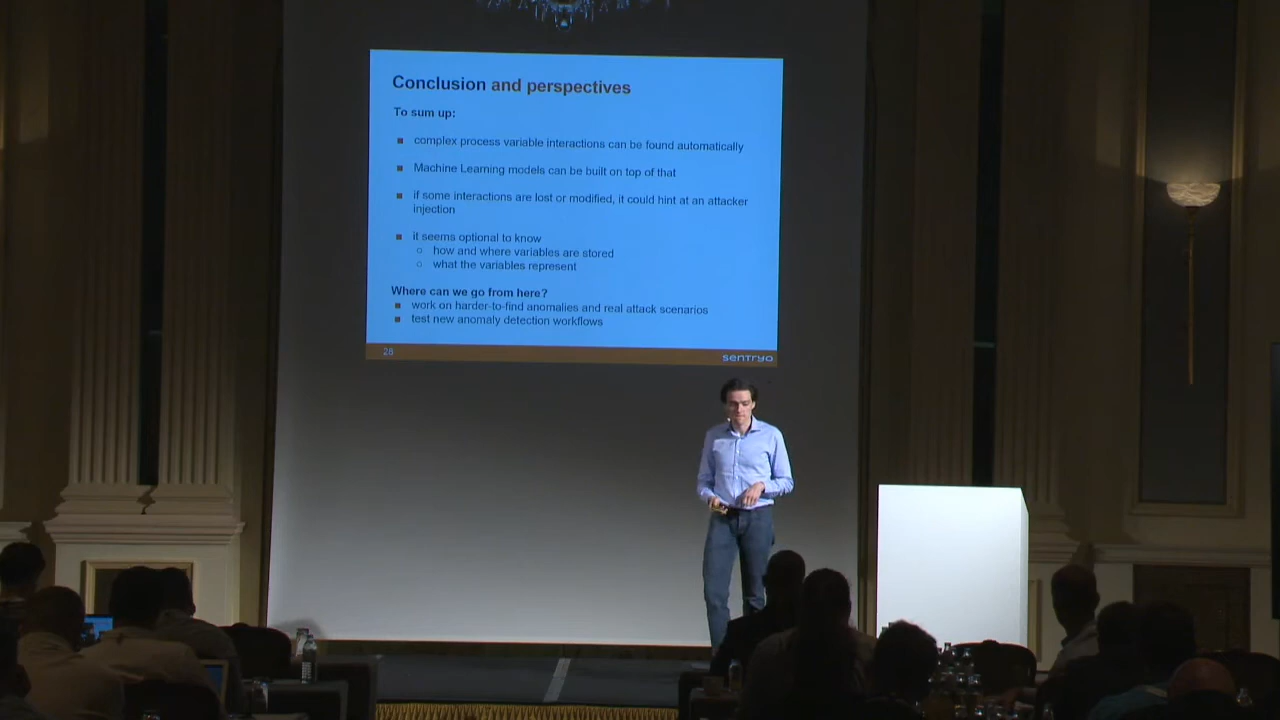 Conclusion and perspectives
To sum up:
complex process variable interactions can be found automatically
Machine Learning models can be built on top of that
if some interactions are lost or modified, it could hint at an attacker
injection
it seems optional to know
how and where variables are stored
what the variables represent
Where can we go from here?
work on harder-to-find anomalies and real attack scenarios
test new anomaly detection workflows
26
sentryo